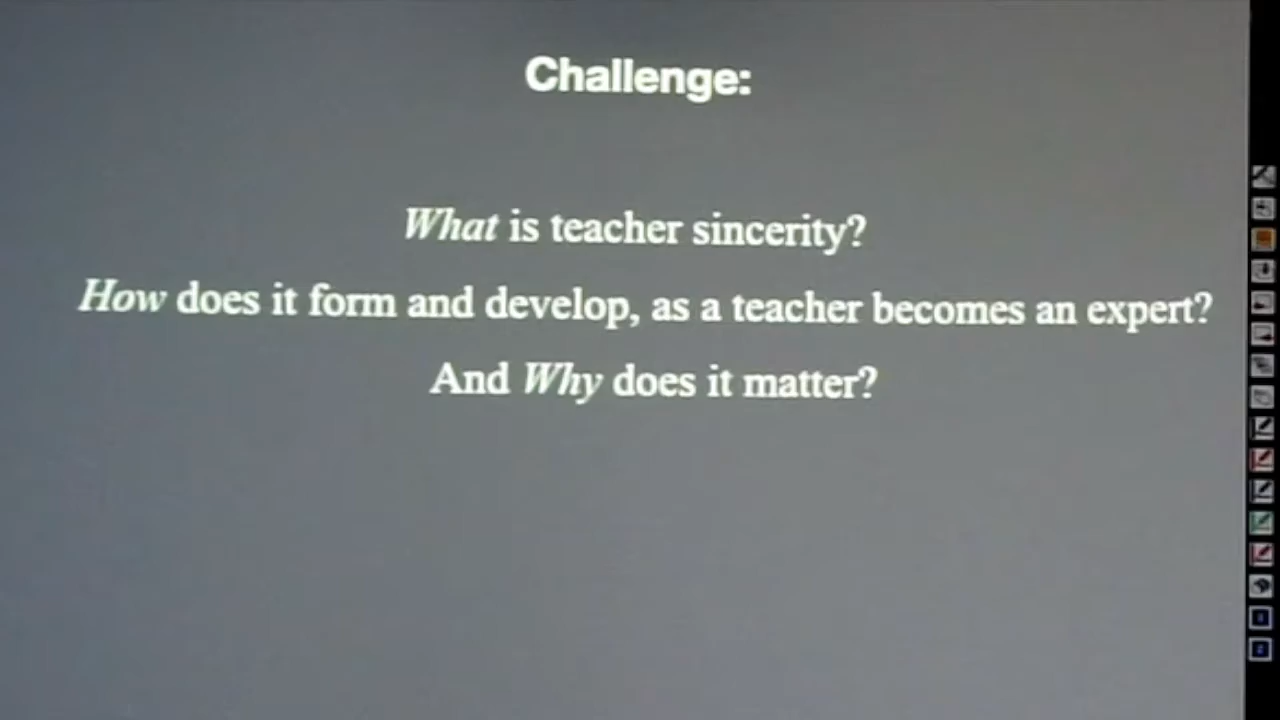 Challenge:
What is teacher sincerity?
How does it form and develop, as a teacher becomes an expert?
And Why does it matter?